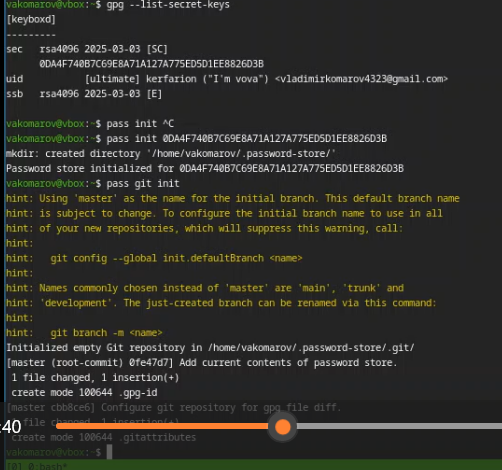 vakomarov@vbox:~$ gpg --list-secret-keys
[keyboxd]
---------
sec   rsa4096 2025-03-03 [SC]
      0DA4F740B7C69E8A71A127A775ED5D1EE8826D3B
uid           [ultimate] kerfarion ("I'm vova") <vladimirkomarov4323@gmail.com>
ssb   rsa4096 2025-03-03 [E]

vakomarov@vbox:~$ pass init ^C
vakomarov@vbox:~$ pass init 0DA4F740B7C69E8A71A127A775ED5D1EE8826D3B
mkdir: created directory '/home/vakomarov/.password-store/'
Password store initialized for 0DA4F740B7C69E8A71A127A775ED5D1EE8826D3B
vakomarov@vbox:~$ pass git init
hint: Using 'master' as the name for the initial branch. This default branch name
hint: is subject to change. To configure the initial branch name to use in all
hint: of your new repositories, which will suppress this warning, call:
hint:
hint:   git config --global init.defaultBranch <name>
hint:
hint: Names commonly chosen instead of 'master' are 'main', 'trunk' and
hint: 'development'. The just-created branch can be renamed via this command:
hint:
hint:   git branch -m <name>
Initialized empty Git repository in /home/vakomarov/.password-store/.git/
[master (root-commit) 0fe47d7] Add current contents of password store.
 1 file changed, 1 insertion(+)
 create mode 100644 .gpg-id
[master cbb8ce6] Configure git repository for gpg file diff.
:40 file changed, 1 insertion(+)
 create mode 100644 .gitattributes
vakomarov@vbox:~$
[0] 0:bash*